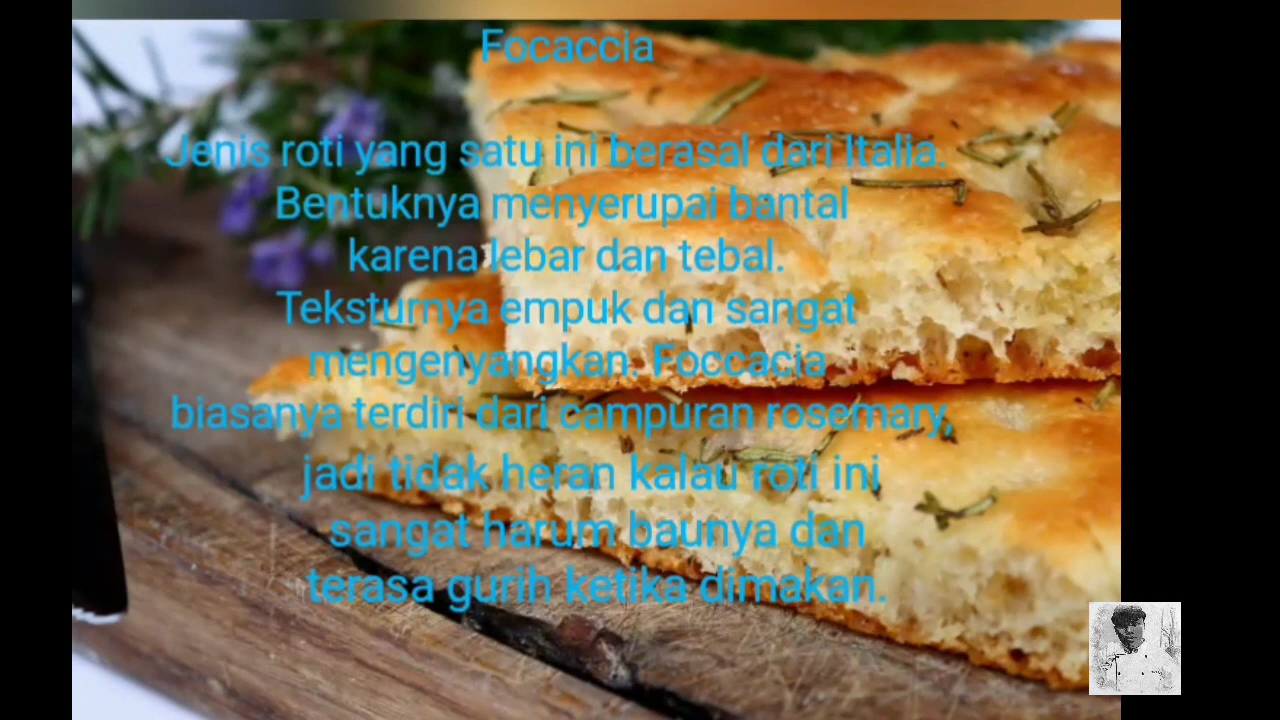 Focaccia
Jenis roti yang satu ini berasal dari Italia.
Bentuknya menyerupai bantal
karena lebar dan tebal.
Teksturnya empuk dan sangat
mengenyangkan. Foccacia
biasanya terdiri dari campuran rosemary,
jadi tidak heran kalau roti ini
sangat harum baunya dan
terasa gurih ketika dimakan.